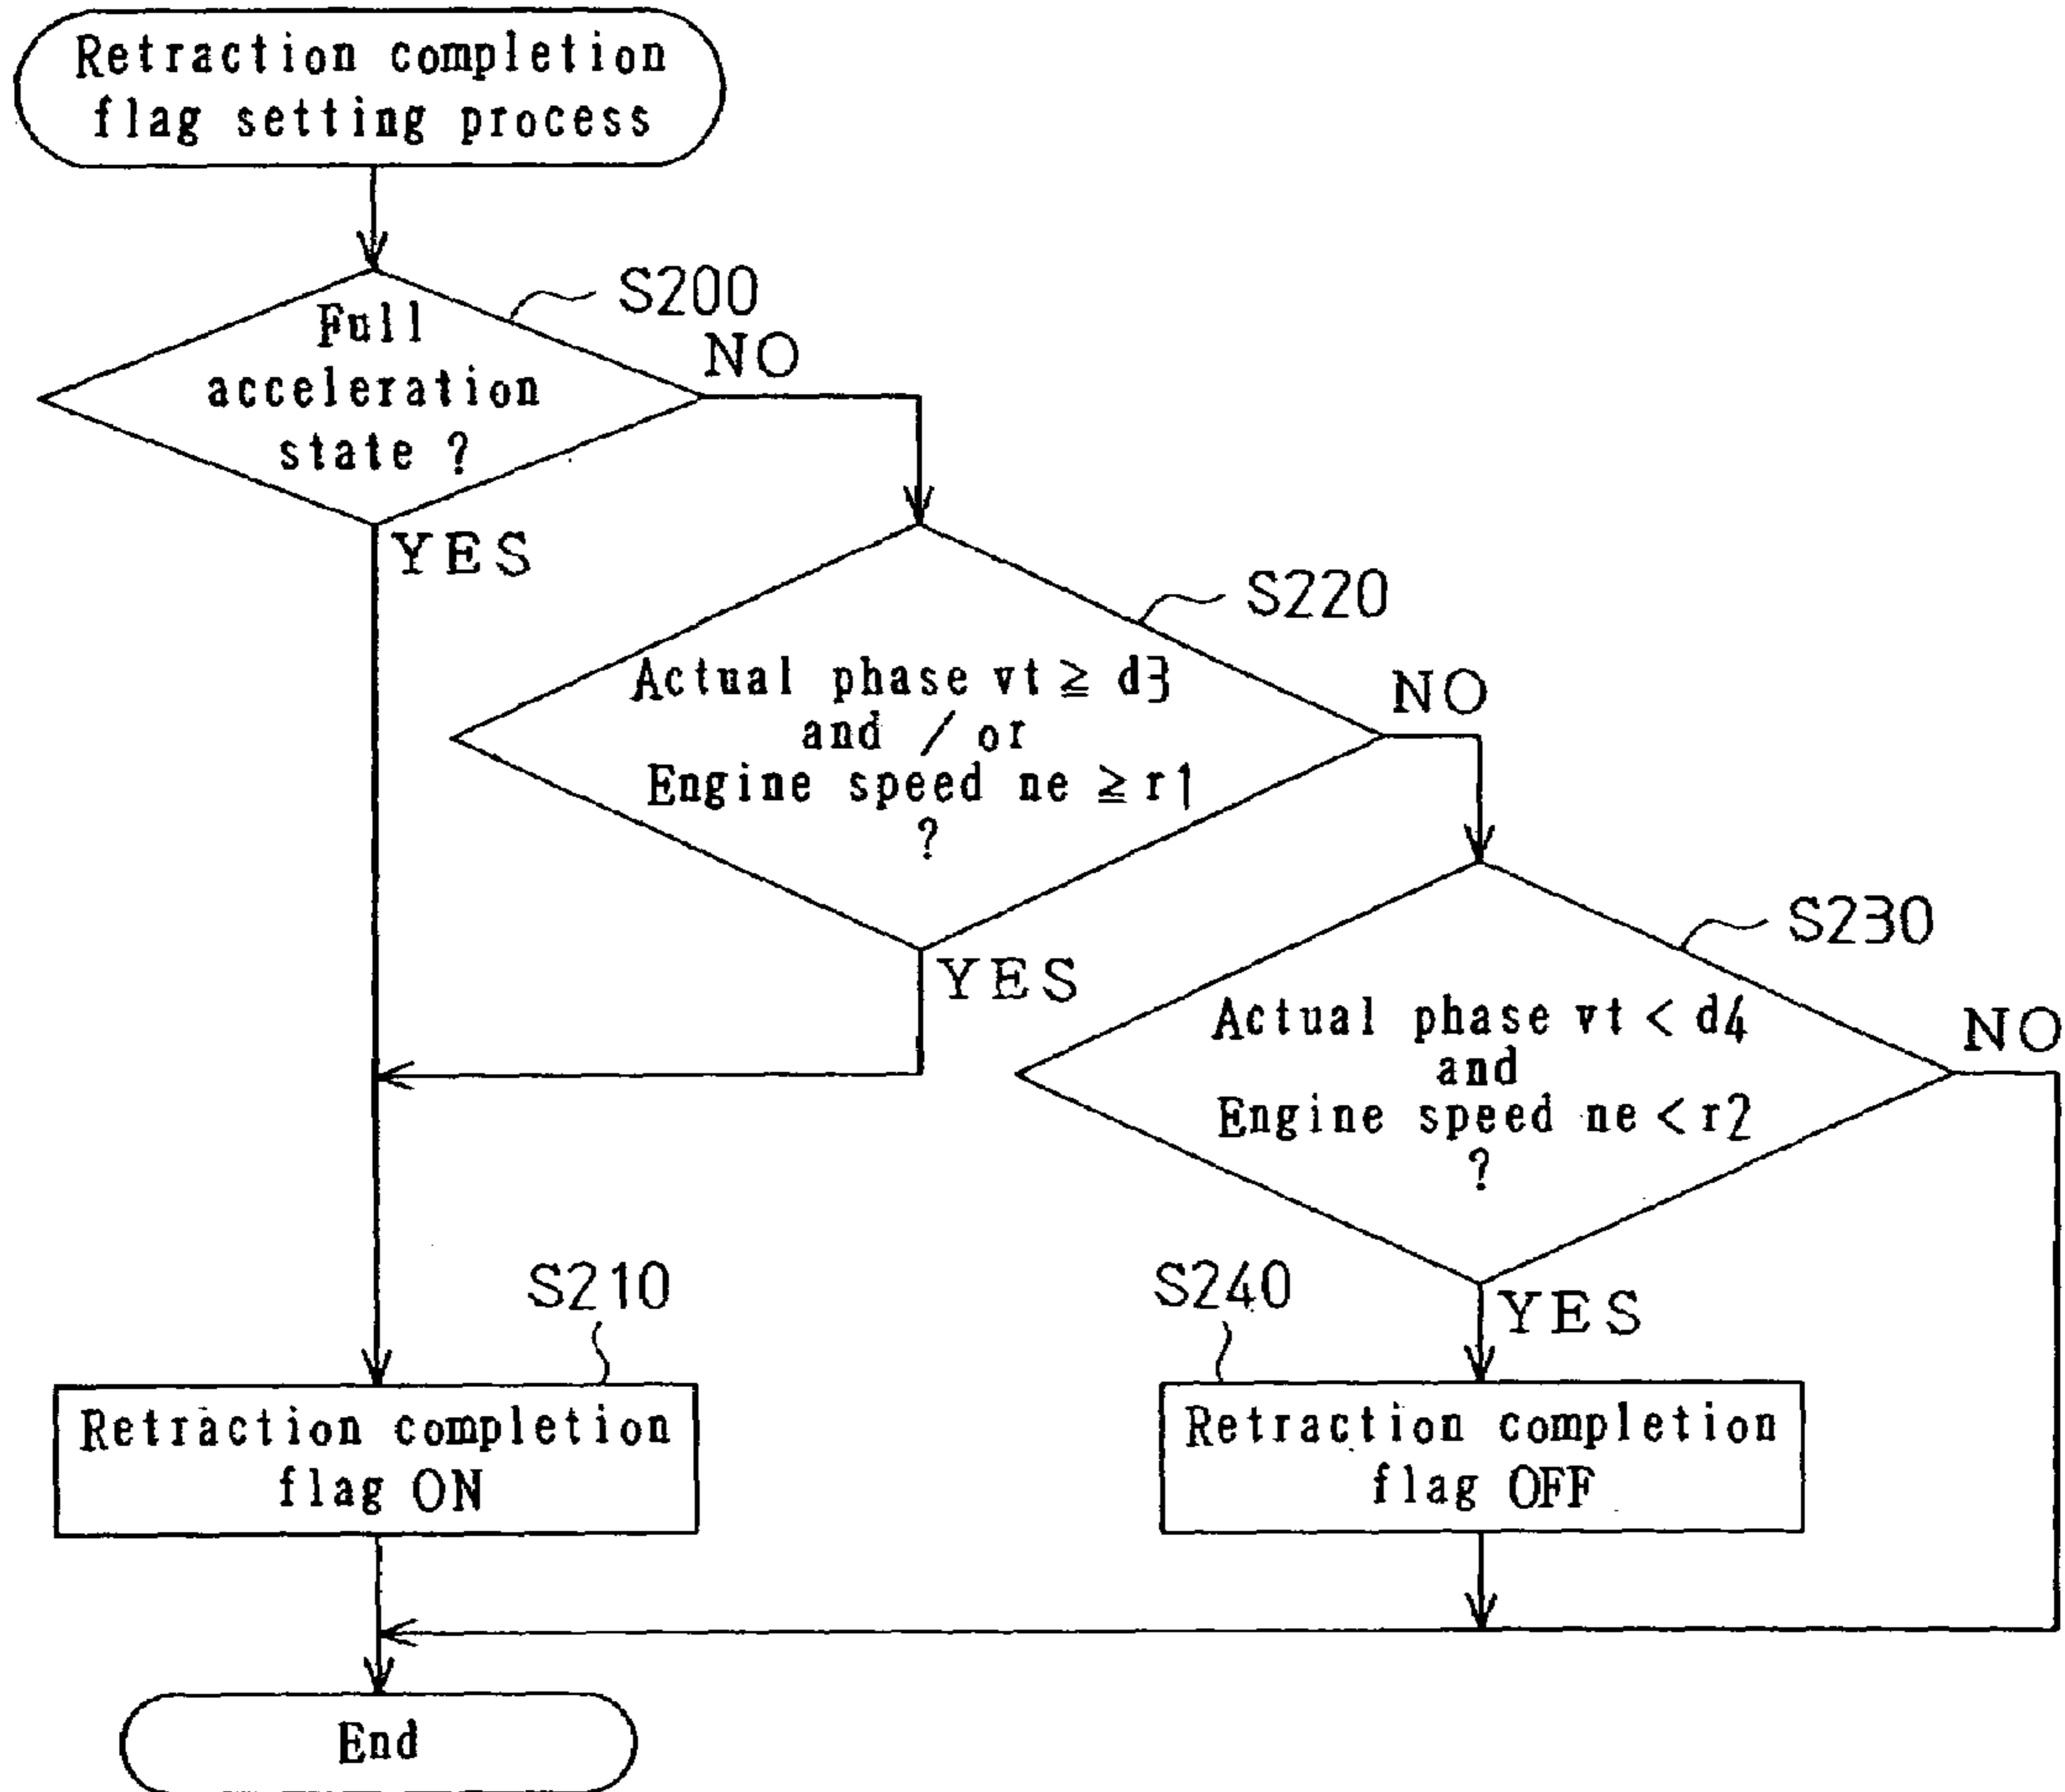 Retraction completion
flag setting process
S200
Full
acceleration
state ?
NO
YES
S220
Actual phase vt ≧ d3
and / or
Engine speed ne ≧ r1
?
NO
YES
S230
Actual phase vt < d4
and
Engine speed ne < r2
?
NO
YES
S210
Retraction completion
flag ON
S240
Retraction completion
flag OFF
End